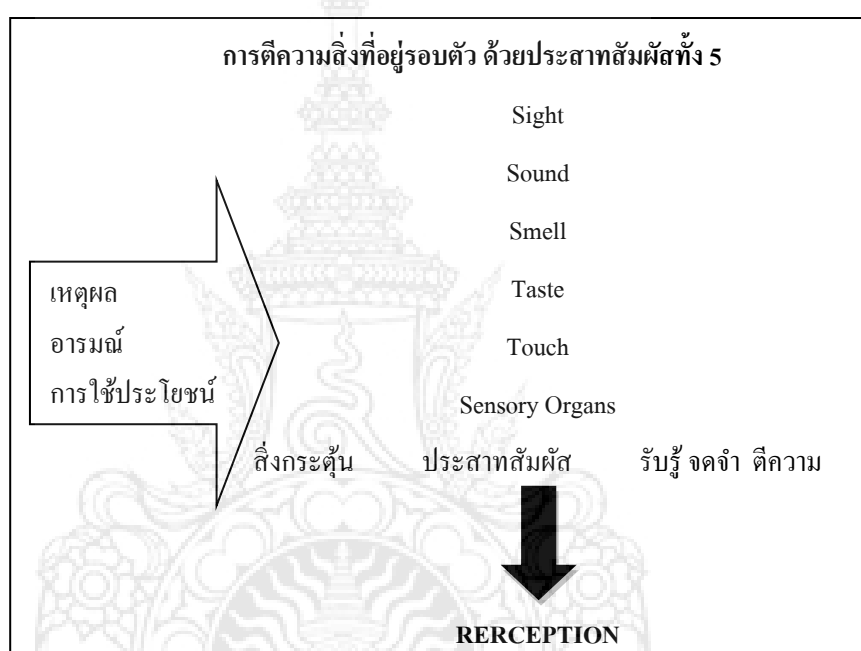 การตีความสิ่งที่อยู่รอบตัว ด้วยประสาทสัมผัสทั้ง 5
Sight
Sound
Smell
Taste
Touch
Sensory Organs
เหตุผล
อารมณ์
การใช้ประโยชน์
สิ่งกระตุ้น ประสาทสัมผัส รับรู้ จดจำ ตีความ
RERCEPTION